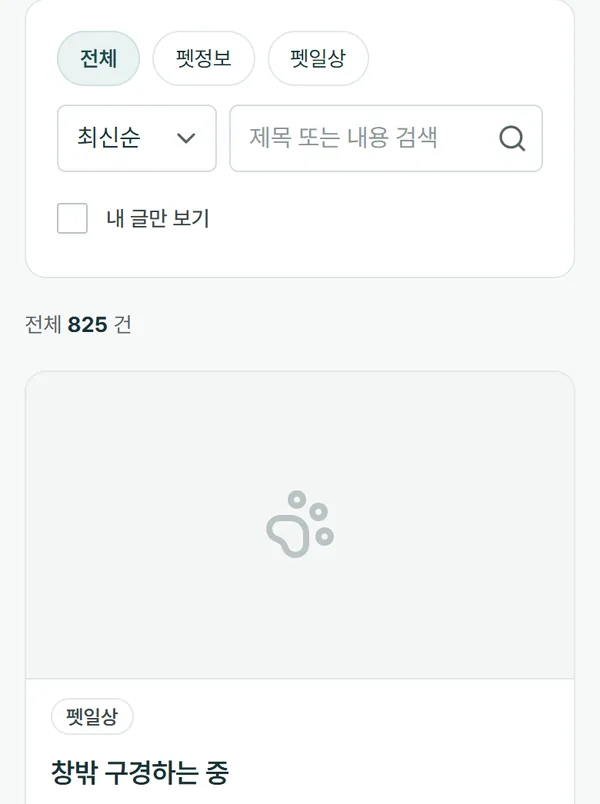 전체 펫정보 펫일상
최신순 제목 또는 내용 검색
내 글만 보기
전체 825 건
펫일상
창밖 구경하는 중